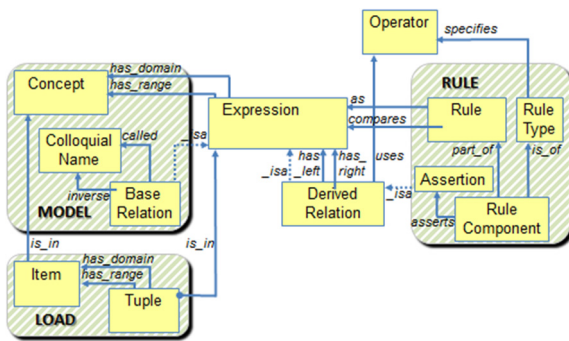 Operator
specifies
Concept
has_domain
has_range
Expression
as
compares
RULE
Rule
Rule
Type
Colloquial
Name
called
_isa
inverse
Base
Relation
MODEL
_isa
has
_left
has_
right
uses
Derived
Relation
_isa
part_of
is_of
Assertion
asserts
Rule
Component
is_in
is_in
Item
has_domain
has_range
Tuple
LOAD